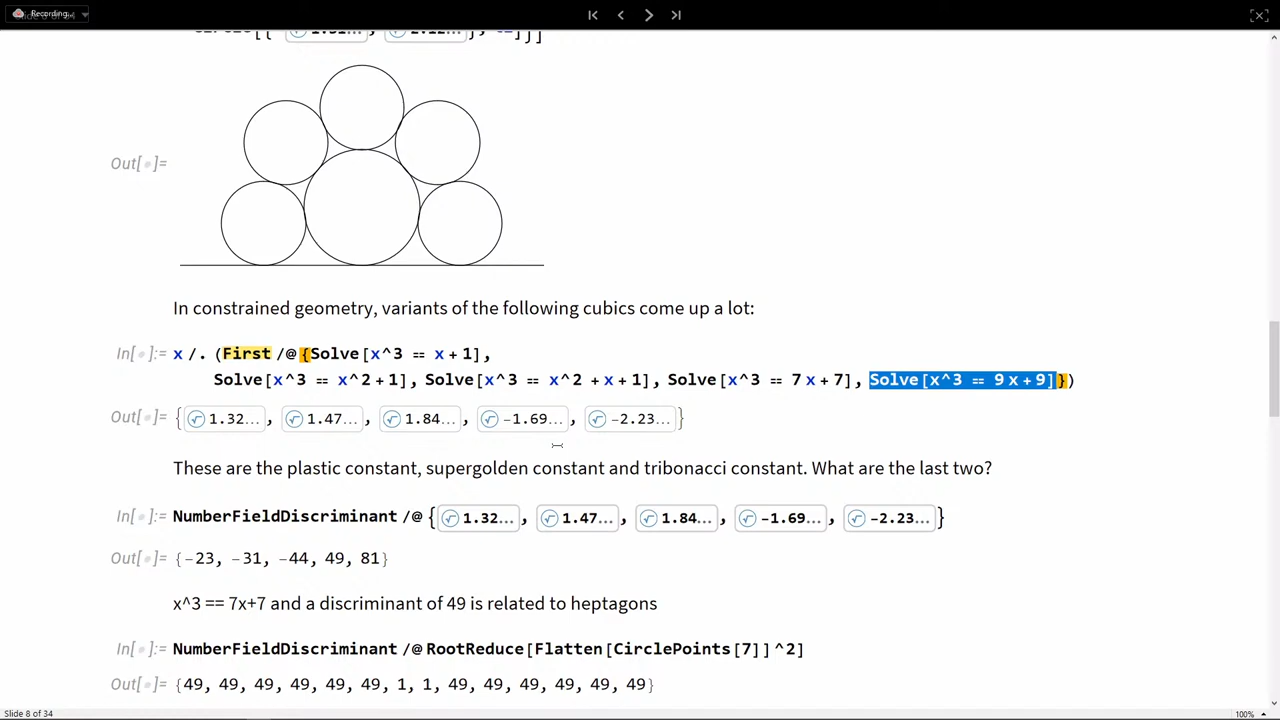 Recording...
Out[•]=
In constrained geometry, variants of the following cubics come up a lot:
In[•]:= x /. (First /@ {Solve[x^3 == x + 1],
Solve[x^3 == x^2 + 1], Solve[x^3 == x^2 + x + 1], Solve[x^3 == 7 x + 7], Solve[x^3 == 9 x + 9]})
Out[•]= {1.32..., 1.47..., 1.84..., -1.69..., -2.23...}
These are the plastic constant, supergolden constant and tribonacci constant. What are the last two?
In[•]:= NumberFieldDiscriminant /@ {1.32..., 1.47..., 1.84..., -1.69..., -2.23...}
Out[•]= {-23, -31, -44, 49, 81}
x^3 == 7x+7 and a discriminant of 49 is related to heptagons
In[•]:= NumberFieldDiscriminant /@ RootReduce[Flatten[CirclePoints[7]]^2]
Out[•]= {49, 49, 49, 49, 49, 49, 1, 1, 49, 49, 49, 49, 49, 49}
Slide 8 of 34
100%